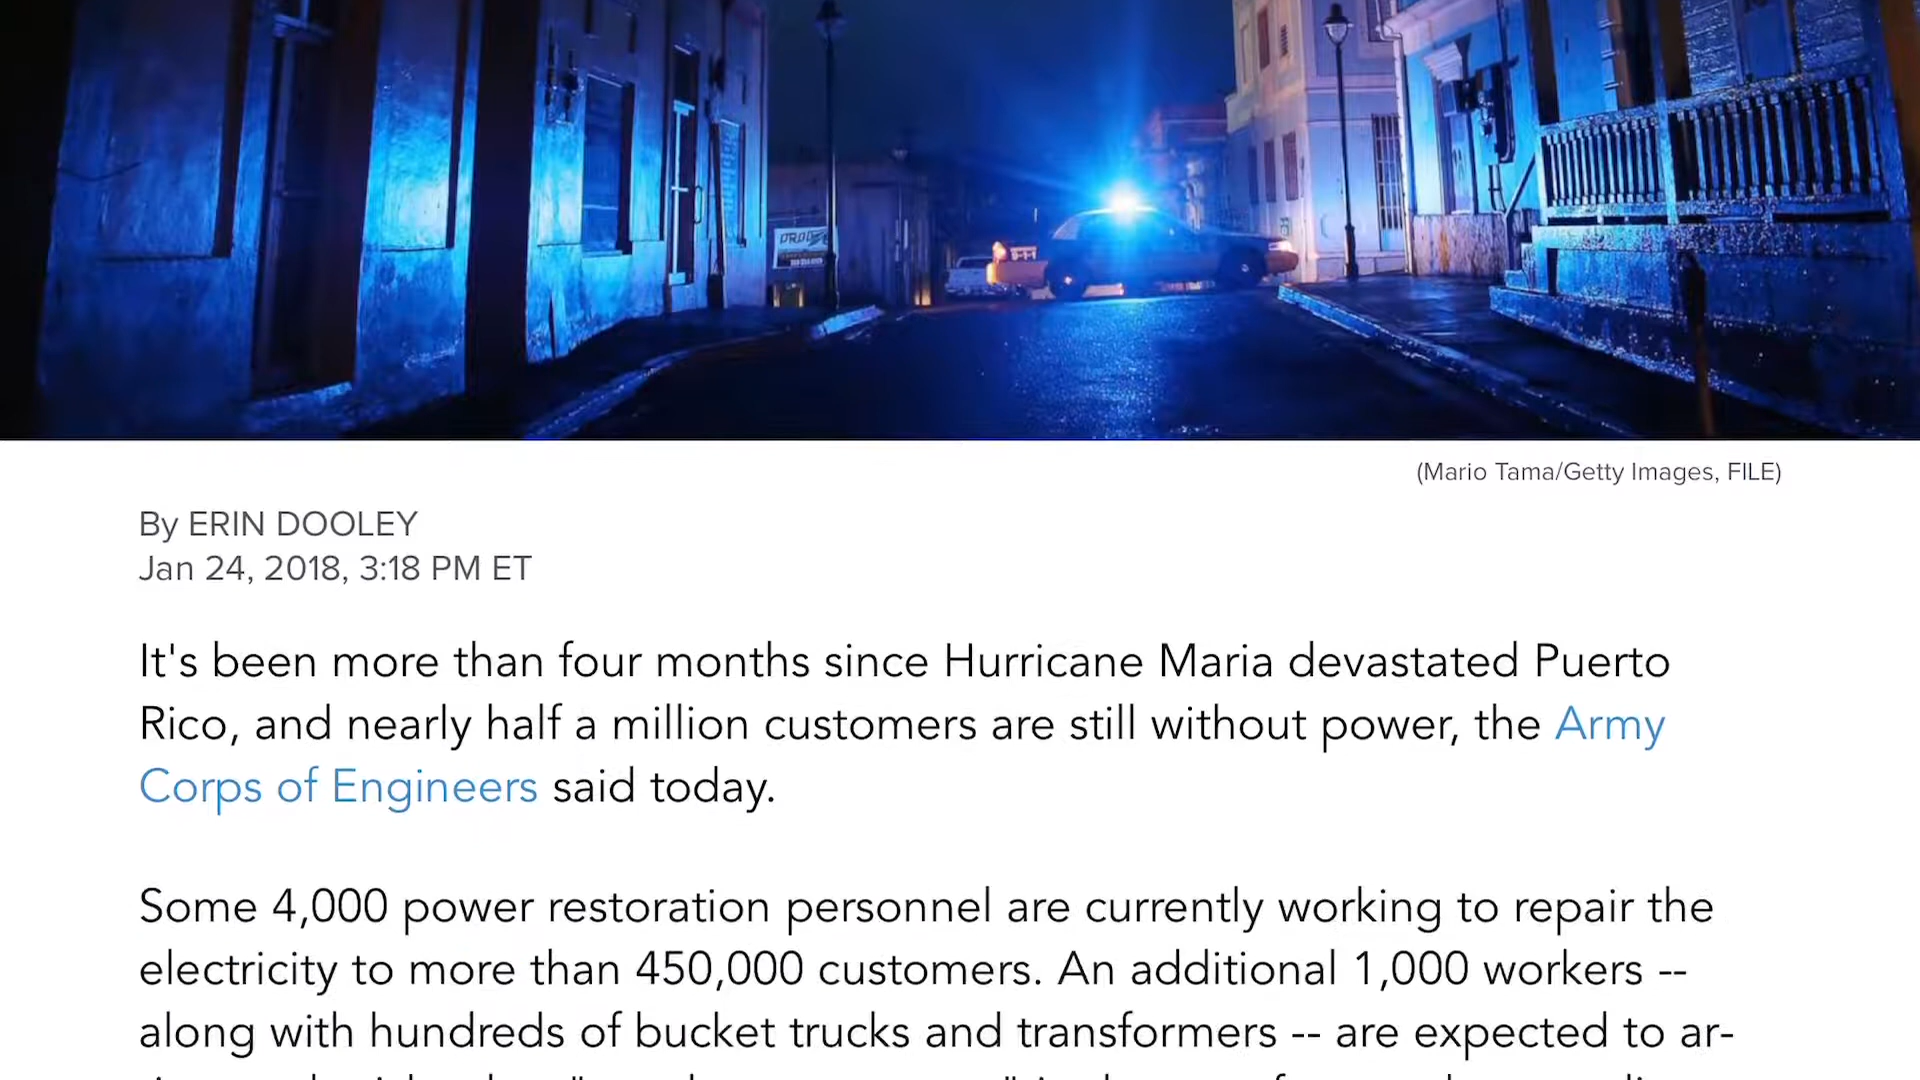 (Mario Tama/Getty Images, FILE)
By ERIN DOOLEY
Jan 24, 2018, 3:18 PM ET
It's been more than four months since Hurricane Maria devastated Puerto
Rico, and nearly half a million customers are still without power, the Army
Corps of Engineers said today.
Some 4,000 power restoration personnel are currently working to repair the
electricity to more than 450,000 customers. An additional 1,000 workers --
along with hundreds of bucket trucks and transformers -- are expected to ar-